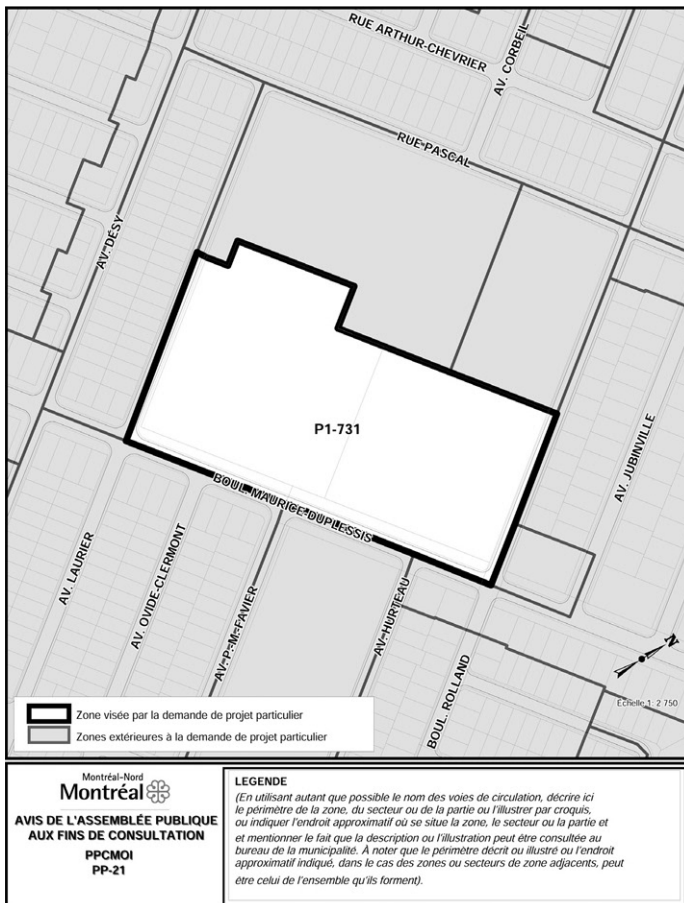 RUE ARTHUR-CHEVRIER
AV. CORBEIL
RUE PASCAL
AV. DÉSY
P1-731
AV. JUBINVILLE
BOUL. MAURICE-DUPLESSIS
AV. LAURIER
AV. OVIDE-CLERMONT
AV. P.-M.-FAVIER
AV. HURTEAU
BOUL. ROLLAND
N
Echelle 1: 2 750
Zone visée par la demande de projet particulier
Zones extérieures à la demande de projet particulier
Montréal-Nord
Montréal
AVIS DE L'ASSEMBLÉE PUBLIQUE
AUX FINS DE CONSULTATION
PPCMOI
PP-21
LEGENDE
(En utilisant autant que possible le nom des voies de circulation, décrire ici
le périmètre de la zone, du secteur ou de la partie ou l'illustrer par croquis,
ou indiquer l'endroit approximatif où se situe la zone, le secteur ou la partie et
et mentionner le fait que la description ou l'illustration peut être consultée au
bureau de la municipalité. À noter que le périmètre décrit ou illustré ou l'endroit
approximatif indiqué, dans le cas des zones ou secteurs de zone adjacents, peut
être celui de l'ensemble qu'ils forment).